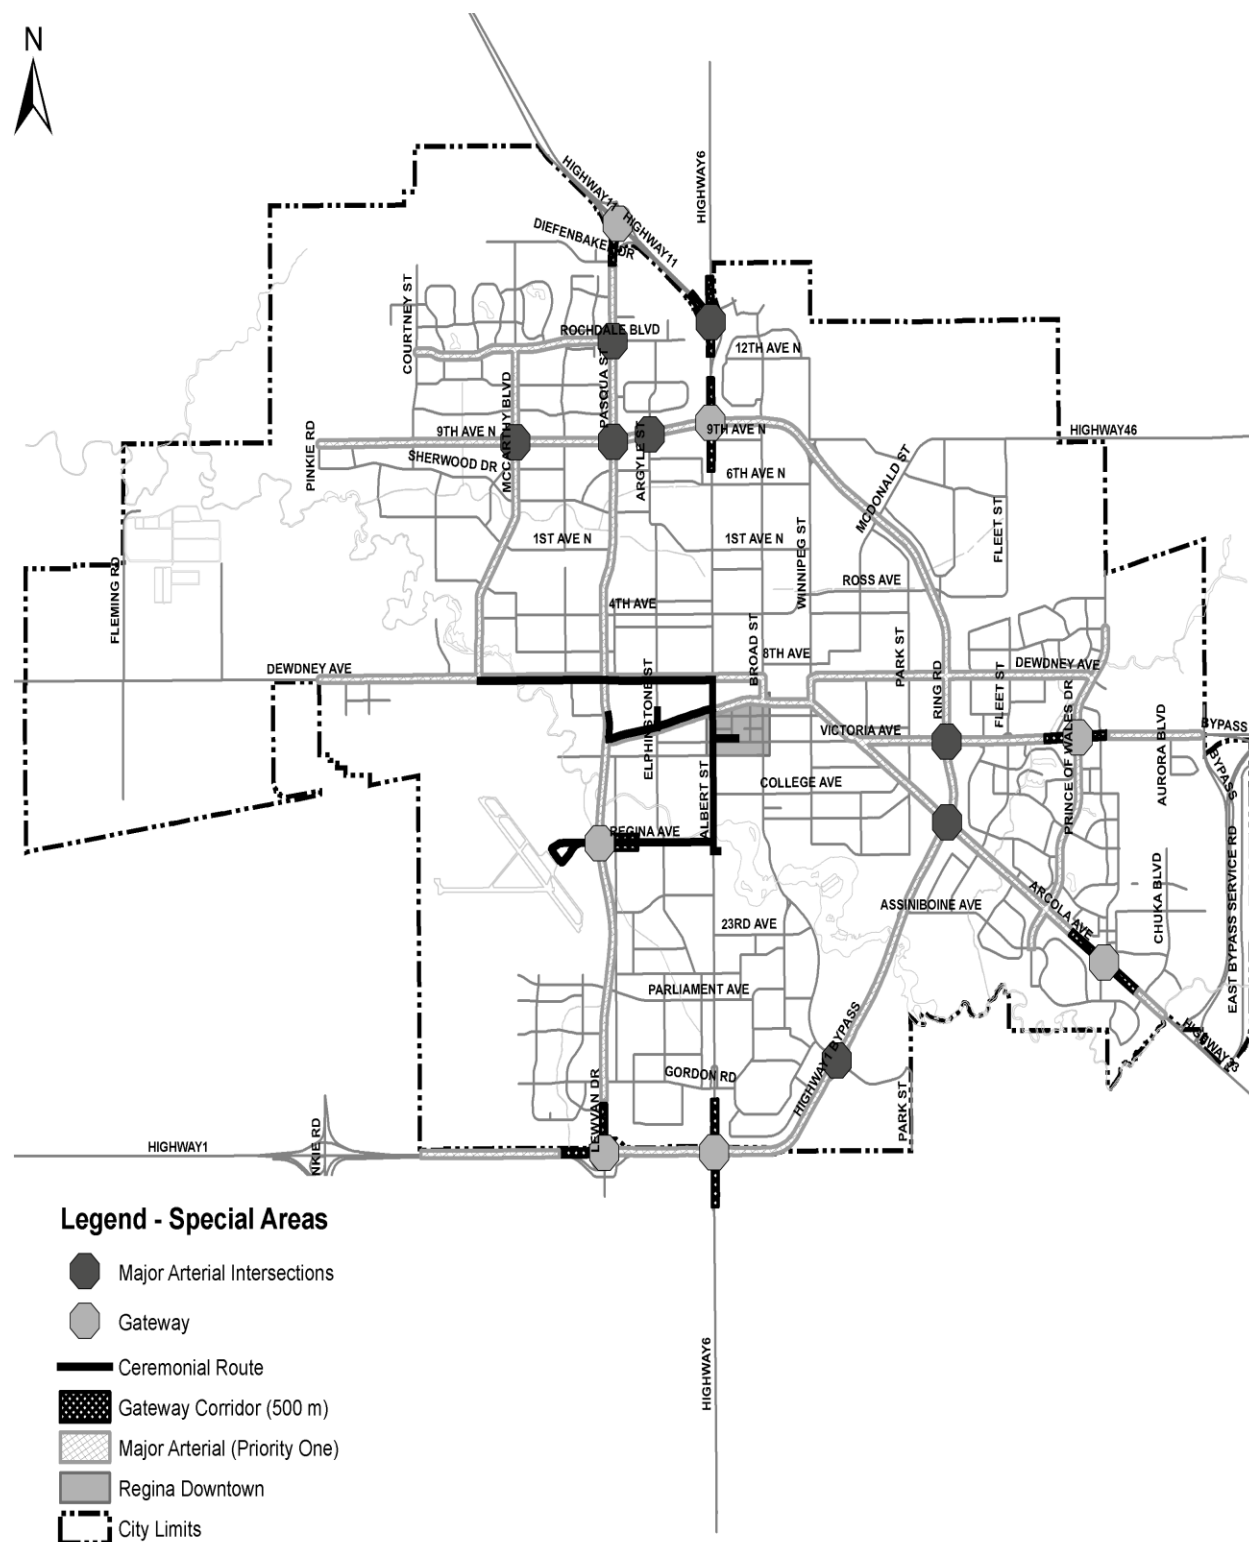 N
HIGHWAY11
HIGHWAY6
HIGHWAY11
DIEFENBAKER DR
COURTNEY ST
ROCHDALE BLVD
12TH AVE N
PASQUA ST
MCCARTHY BLVD
PINKIE RD
9TH AVE N
ARGYLE ST
9TH AVE N
HIGHWAY46
SHERWOOD DR
6TH AVE N
MCDONALD ST
FLEET ST
1ST AVE N
1ST AVE N
WINNIPEG ST
FLEMING RD
ROSS AVE
4TH AVE
BROAD ST
8TH AVE
PARK ST
DEWDNEY AVE
DEWDNEY AVE
ELPHINSTONE ST
RING RD
FLEET ST
PRINCE OF WALES DR
AURORA BLVD
VICTORIA AVE
BYPASS
BYPASS
ALBERT ST
COLLEGE AVE
REGINA AVE
ARCOLA AVE
ASSINIBOINE AVE
CHUKA BLVD
EAST BYPASS SERVICE RD
23RD AVE
PARLIAMENT AVE
HIGHWAY1 BYPASS
GORDON RD
HIGHWAY33
LEWVAN DR
PARK ST
NKIE RD
HIGHWAY1
HIGHWAY6
Legend - Special Areas
Major Arterial Intersections
Gateway
Ceremonial Route
Gateway Corridor (500 m)
Major Arterial (Priority One)
Regina Downtown
City Limits